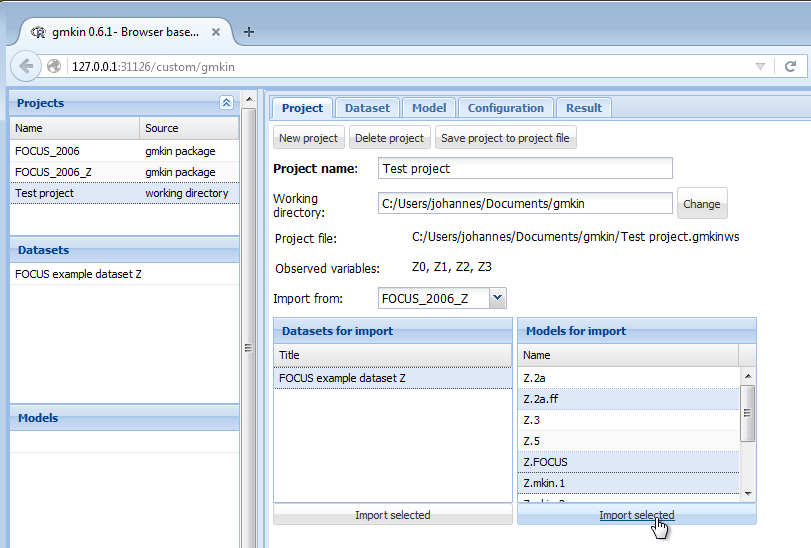 gmkin 0.6.1- Browser base...
127.0.0.1:31126/custom/gmkin
Projects
Name Source
FOCUS_2006 gmkin package
FOCUS_2006_Z gmkin package
Test project working directory
Datasets
FOCUS example dataset Z
Models
Project Dataset Model Configuration Result
New project Delete project Save project to project file
Project name: Test project
Working directory: C:/Users/johannes/Documents/gmkin Change
Project file: C:/Users/johannes/Documents/gmkin/Test project.gmkinws
Observed variables: Z0, Z1, Z2, Z3
Import from: FOCUS_2006_Z
Datasets for import
Title
FOCUS example dataset Z
Import selected
Models for import
Name
Z.2a
Z.2a.ff
Z.3
Z.5
Z.FOCUS
Z.mkin.1
Import selected